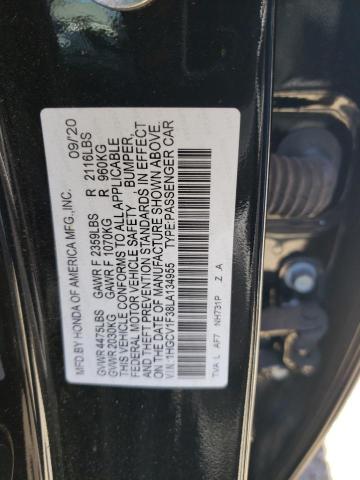 MFD.BY HONDA OF AMERICA MFG.,INC. 09/20
GVWR 4475LBS GAWR F 2359LBS R 2116LBS
GVWR 2030KG GAWR F 1070KG R 960KG
THIS VEHICLE CONFORMS TO ALL APPLICABLE
FEDERAL MOTOR VEHICLE SAFETY, BUMPER,
AND THEFT PREVENTION STANDARDS IN EFFECT
ON THE DATE OF MANUFACTURE SHOWN ABOVE.
V.I.N.:1HGCV1F38LA134955 TYPE:PASSENGER CAR
TVA L AF7 NH731P Z A